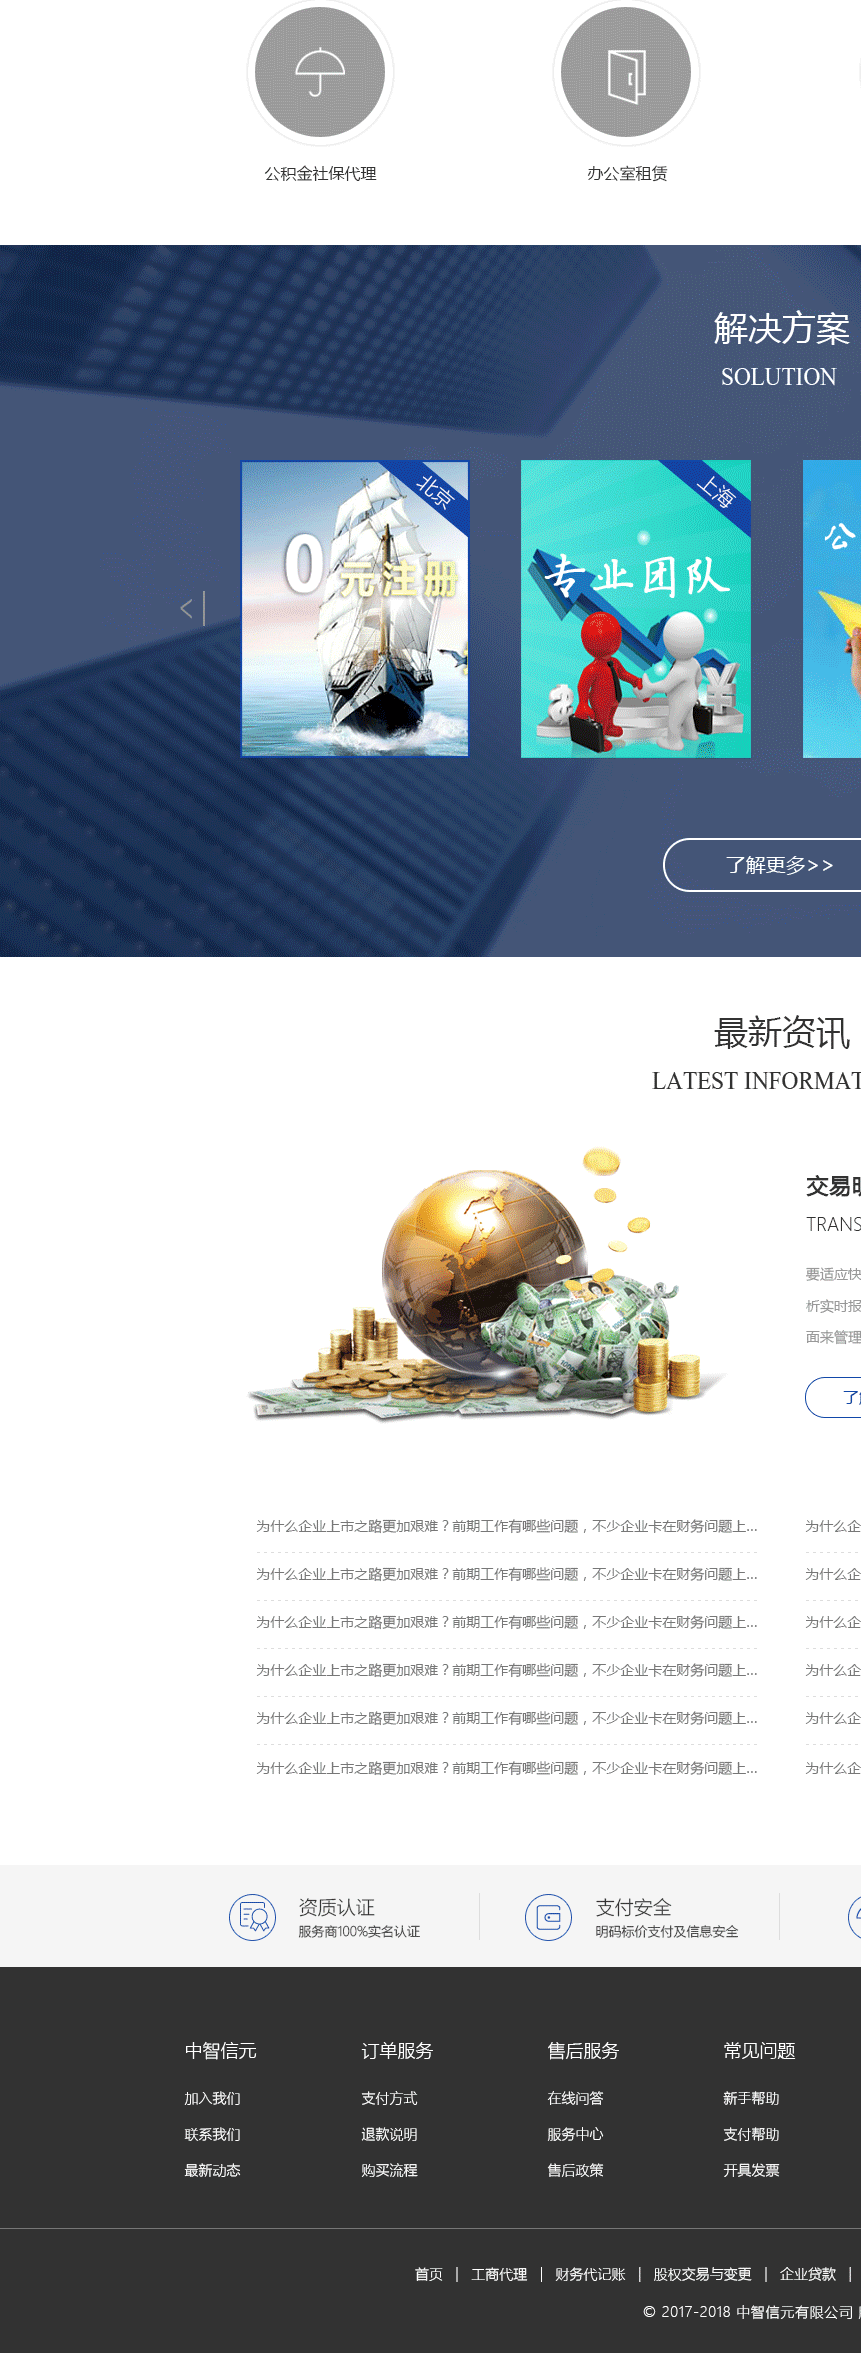 公积金社保代理
办公室租赁
解决方案
SOLUTION
北京
0元注册
上海
专业团队
公
了解更多>>
最新资讯
LATEST INFORMAT
交易明
TRANS
要适应快
析实时报
面来管理
了解
为什么企业上市之路更加艰难？前期工作有哪些问题，不少企业卡在财务问题上...
为什么企
为什么企业上市之路更加艰难？前期工作有哪些问题，不少企业卡在财务问题上...
为什么企
为什么企业上市之路更加艰难？前期工作有哪些问题，不少企业卡在财务问题上...
为什么企
为什么企业上市之路更加艰难？前期工作有哪些问题，不少企业卡在财务问题上...
为什么企
为什么企业上市之路更加艰难？前期工作有哪些问题，不少企业卡在财务问题上...
为什么企
为什么企业上市之路更加艰难？前期工作有哪些问题，不少企业卡在财务问题上...
为什么企
资质认证
服务商100%实名认证
支付安全
明码标价支付及信息安全
中智信元
加入我们
联系我们
最新动态
订单服务
支付方式
退款说明
购买流程
售后服务
在线问答
服务中心
售后政策
常见问题
新手帮助
支付帮助
开具发票
首页 | 工商代理 | 财务代记账 | 股权交易与变更 | 企业贷款 |
© 2017-2018 中智信元有限公司